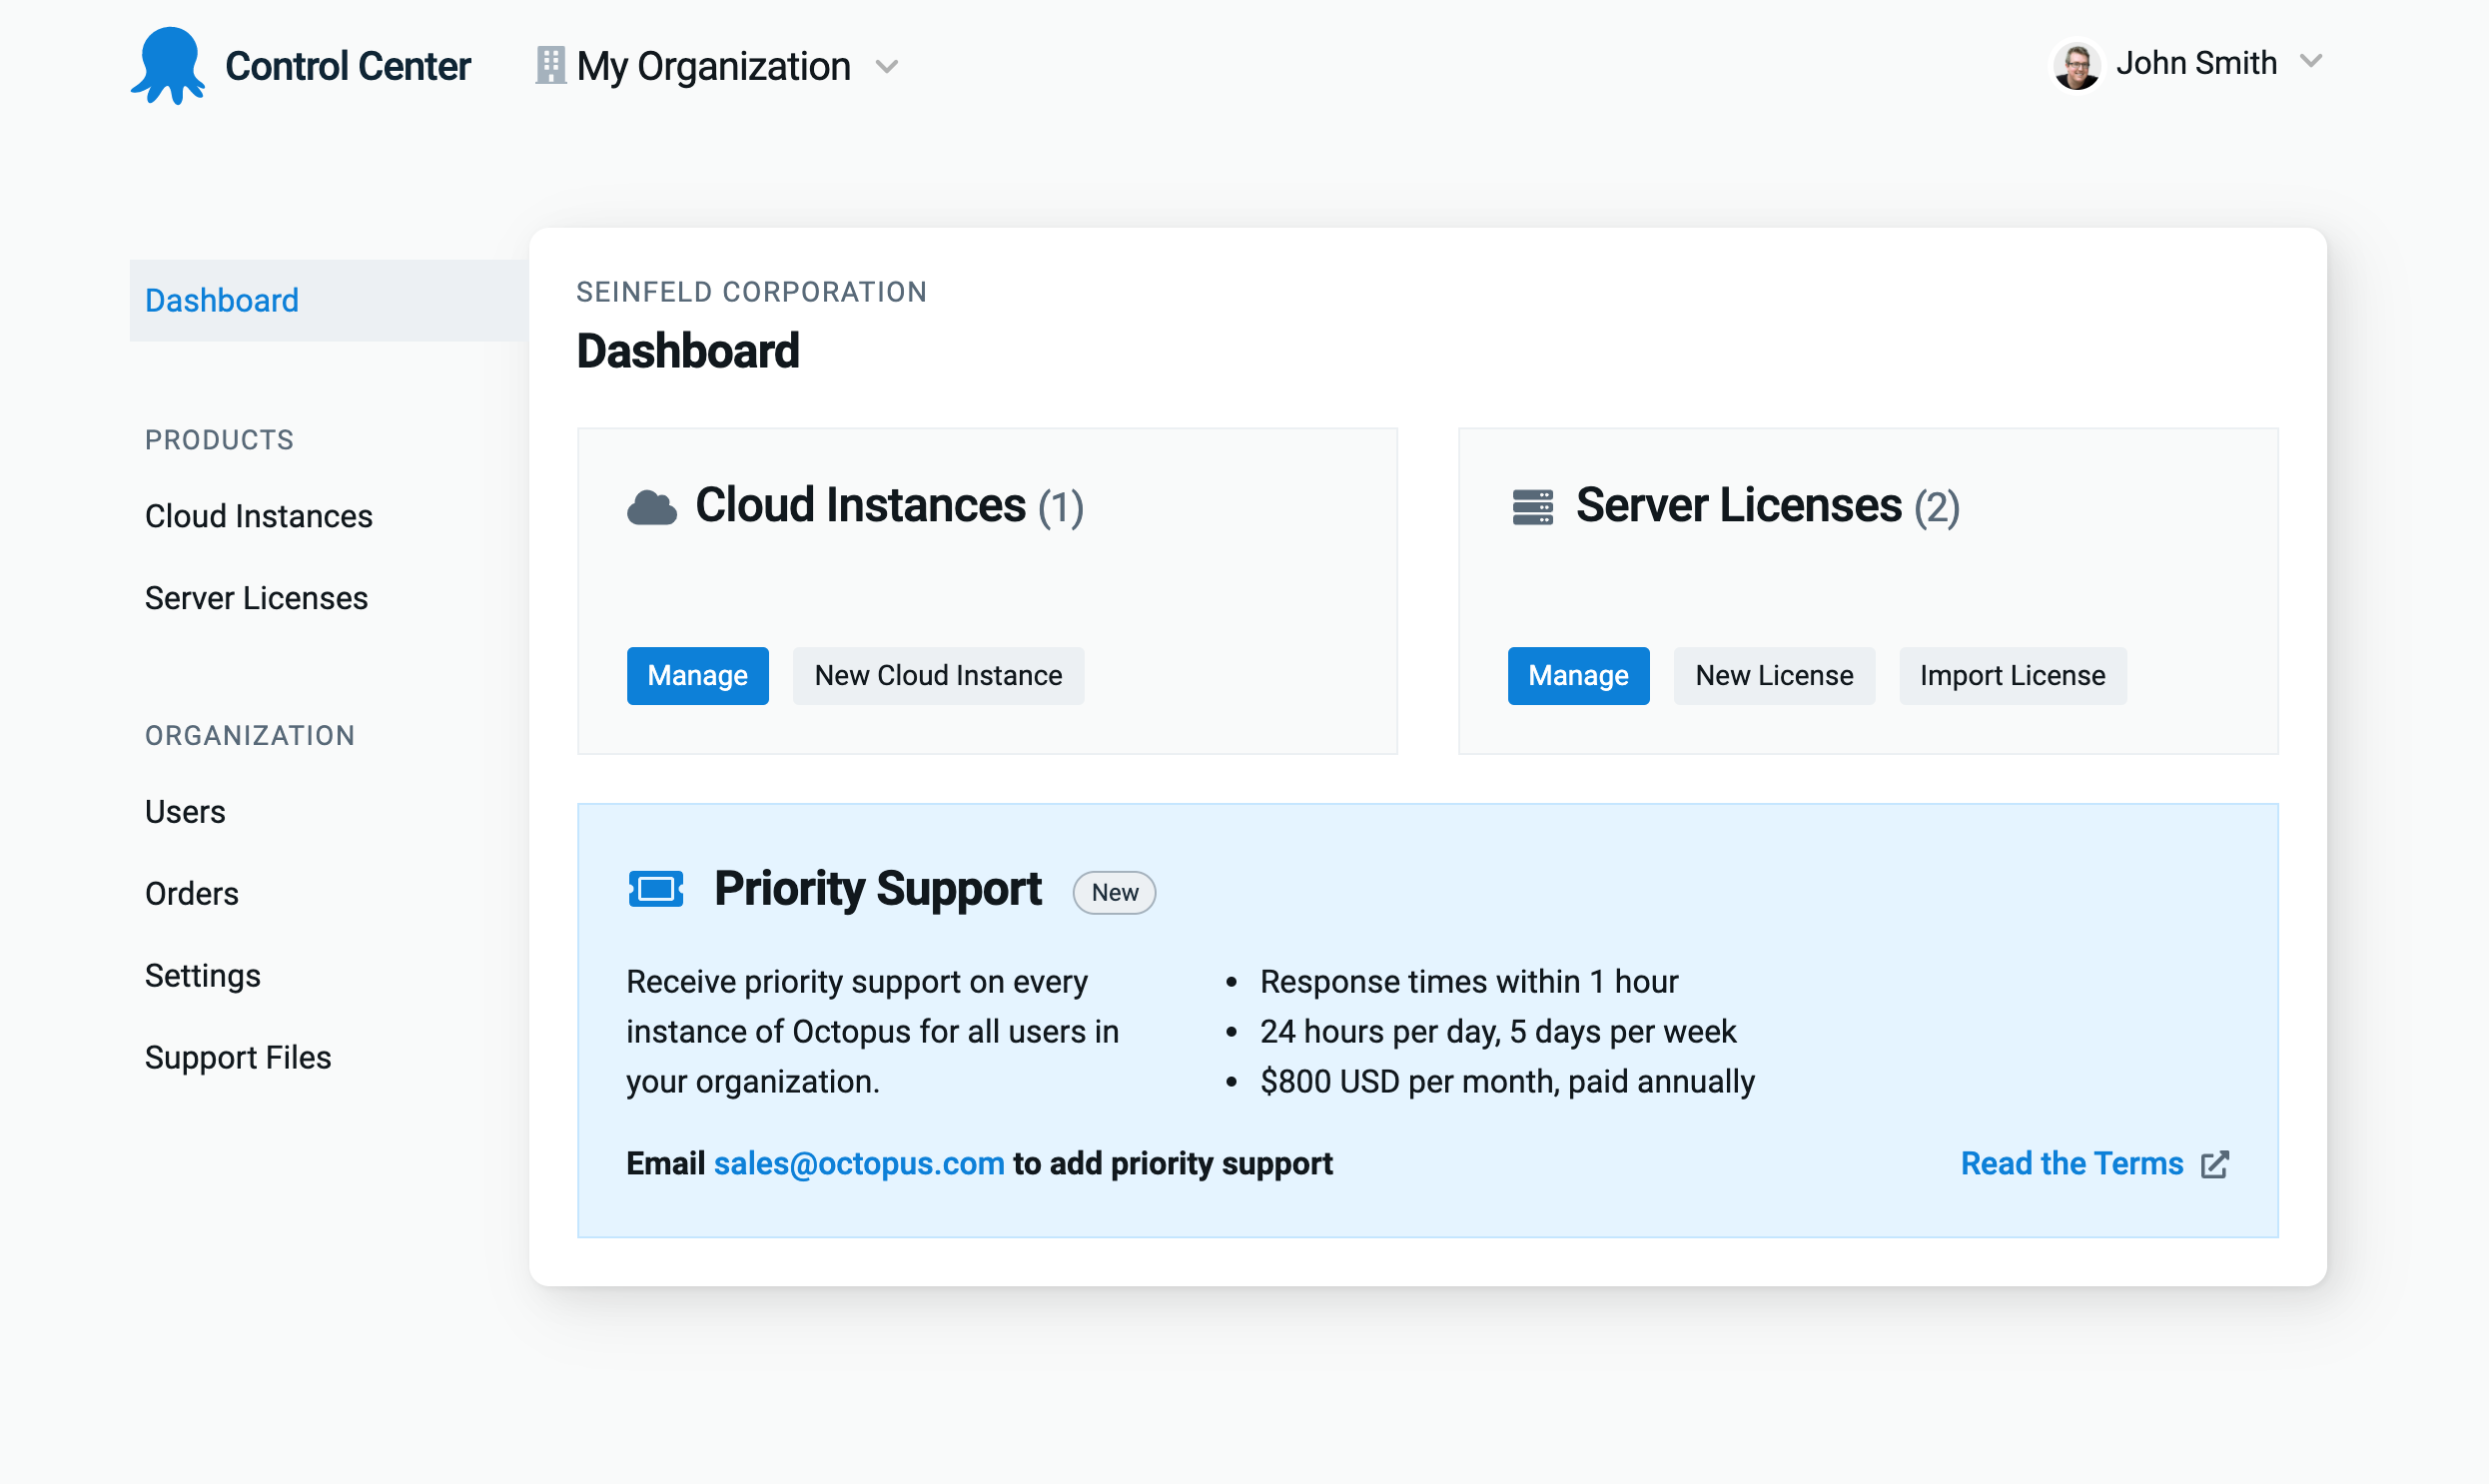 Control Center
My Organization
John Smith
Dashboard
PRODUCTS
Cloud Instances
Server Licenses
ORGANIZATION
Users
Orders
Settings
Support Files
SEINFELD CORPORATION
Dashboard
Cloud Instances (1)
Manage
New Cloud Instance
Server Licenses (2)
Manage
New License
Import License
Priority Support
New
Receive priority support on every
instance of Octopus for all users in
your organization.
• Response times within 1 hour
• 24 hours per day, 5 days per week
• $800 USD per month, paid annually
Email sales@octopus.com to add priority support
Read the Terms